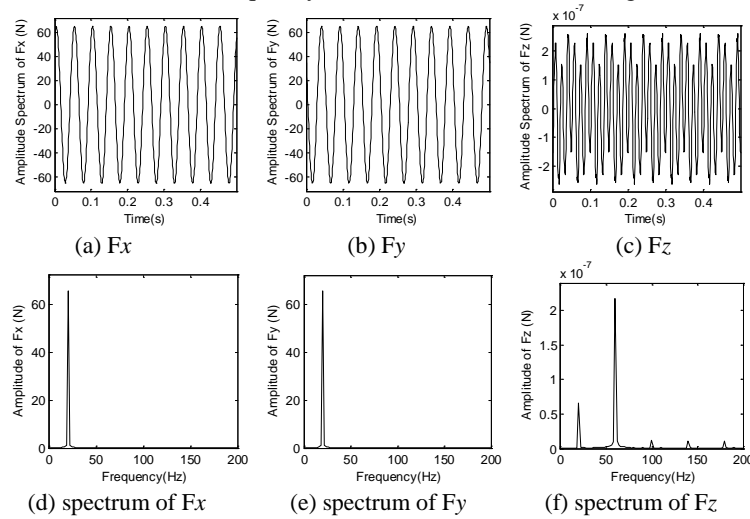 x 10-7
Amplitude Spectrum of Fx (N)
60
40
20
0
-20
-40
-60
0 0.1 0.2 0.3 0.4
Time(s)
(a) Fx
Amplitude Spectrum of Fy (N)
60
40
20
0
-20
-40
-60
0 0.1 0.2 0.3 0.4
Time(s)
(b) Fy
Amplitude Spectrum of Fz (N)
2
1
0
-1
-2
0 0.1 0.2 0.3 0.4
Time(s)
(c) Fz
Amplitude of Fx (N)
60
40
20
0
0 50 100 150 200
Frequency(Hz)
(d) spectrum of Fx
Amplitude of Fy (N)
60
40
20
0
0 50 100 150 200
Frequency(Hz)
(e) spectrum of Fy
x 10-7
Amplitude of Fz (N)
2
1.5
1
0.5
0
0 50 100 150 200
Frequency(Hz)
(f) spectrum of Fz